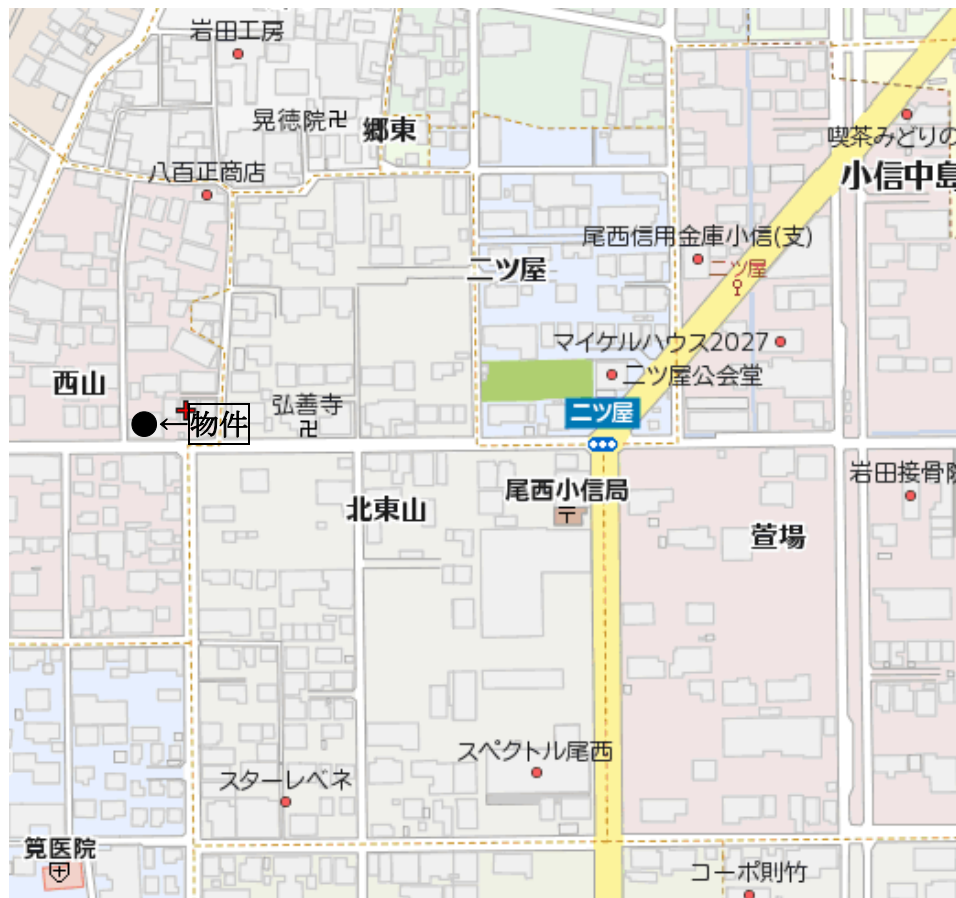 岩田工房
晃徳院卍
郷東
喫茶みどりの
八百正商店
小信中島
尾西信用金庫小信(支)
二ツ屋
二ツ屋
マイケルハウス2027
二ツ屋公会堂
西山
弘善寺
卍
二ツ屋
●←物件
岩田接骨院
尾西小信局
〒
北東山
萱場
スペクトル尾西
スターレベネ
筧医院
コーポ則竹